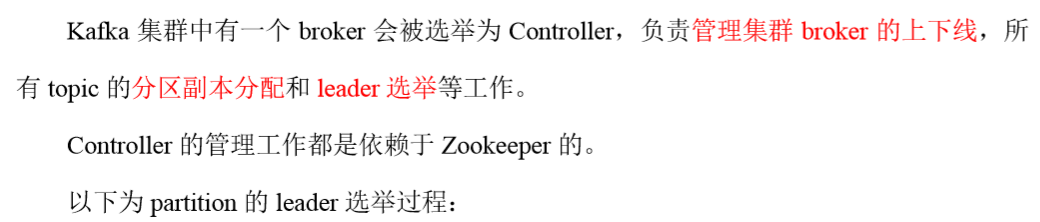 Kafka 集群中有一个 broker 会被选举为 Controller，负责管理集群 broker 的上下线，所
有 topic 的分区副本分配和 leader 选举等工作。
Controller 的管理工作都是依赖于 Zookeeper 的。
以下为 partition 的 leader 选举过程：